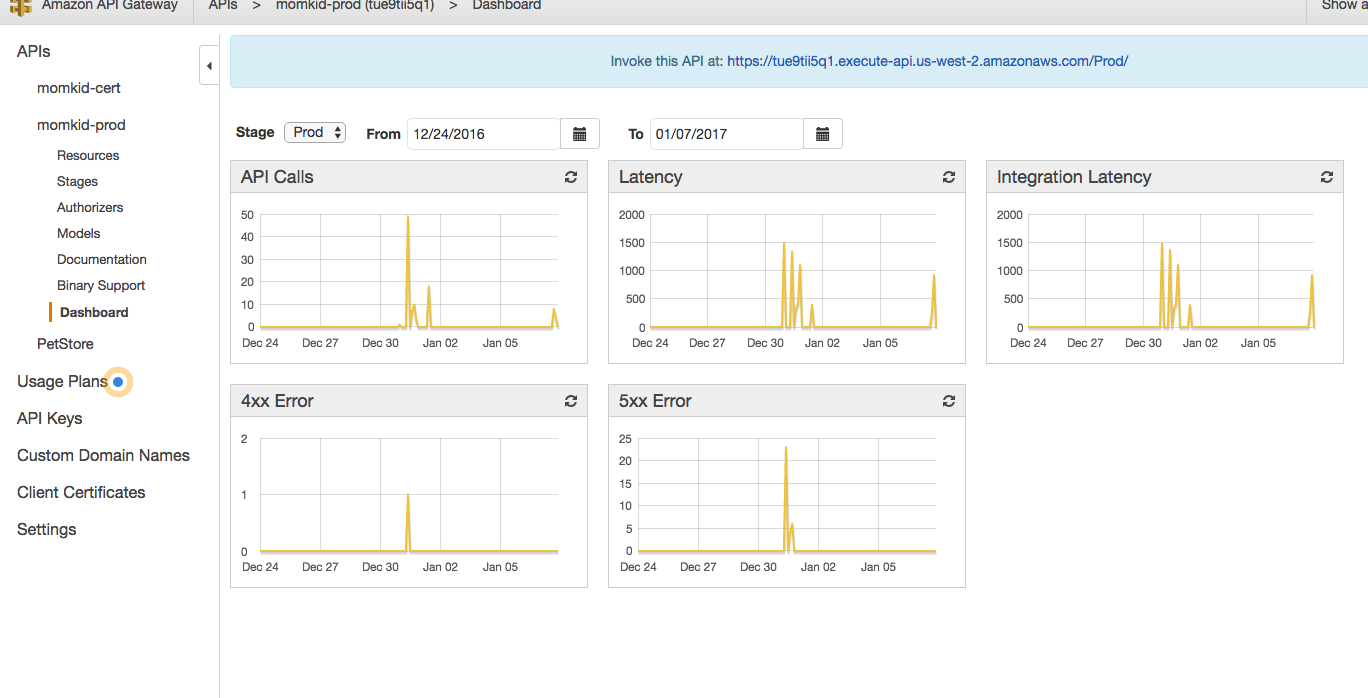 Amazon API Gateway APIs > momkid-prod (tue9tii5q1) > Dashboard Show a
APIs
momkid-cert
momkid-prod
Resources
Stages
Authorizers
Models
Documentation
Binary Support
Dashboard
PetStore
Usage Plans
API Keys
Custom Domain Names
Client Certificates
Settings
Invoke this API at: https://tue9tii5q1.execute-api.us-west-2.amazonaws.com/Prod/
Stage Prod From 12/24/2016 To 01/07/2017
API Calls
50
40
30
20
10
0
Dec 24 Dec 27 Dec 30 Jan 02 Jan 05
Latency
2000
1500
1000
500
0
Dec 24 Dec 27 Dec 30 Jan 02 Jan 05
Integration Latency
2000
1500
1000
500
0
Dec 24 Dec 27 Dec 30 Jan 02 Jan 05
4xx Error
2
1
0
Dec 24 Dec 27 Dec 30 Jan 02 Jan 05
5xx Error
25
20
15
10
5
0
Dec 24 Dec 27 Dec 30 Jan 02 Jan 05